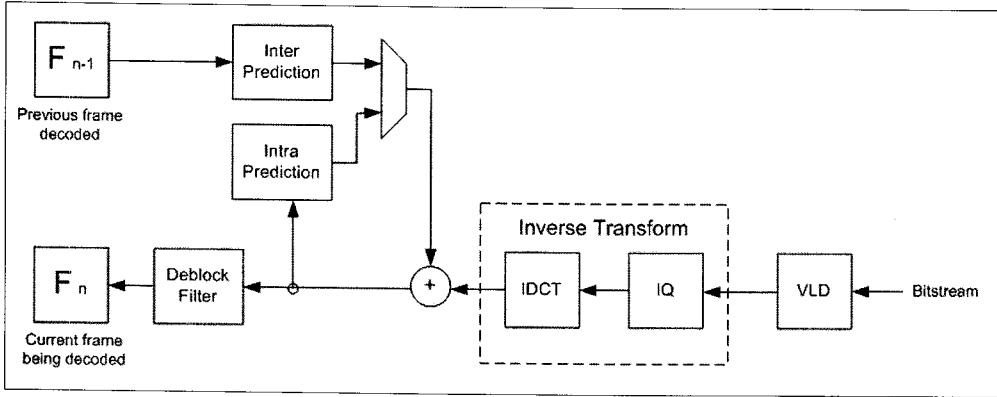 F n-1
Previous frame
decoded
Inter
Prediction
Intra
Prediction
Inverse Transform
F n
Current frame
being decoded
Deblock
Filter
+
IDCT
IQ
VLD
Bitstream